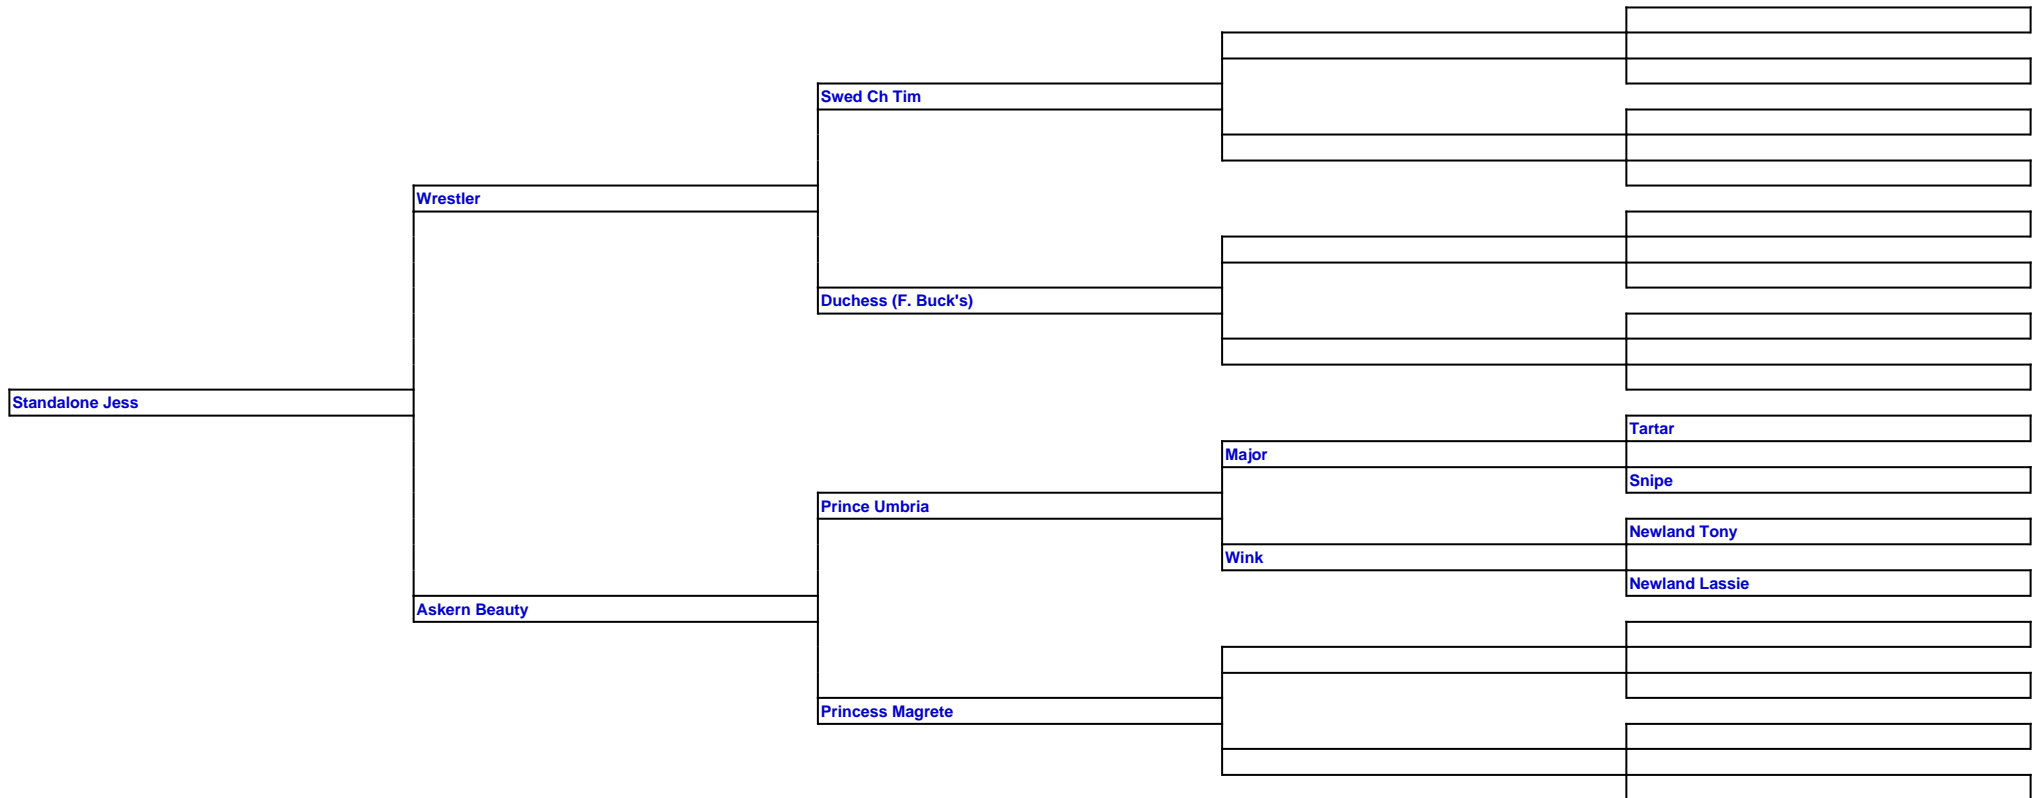 Swed Ch Tim
Wrestler
Duchess (F. Buck's)
Standalone Jess
Tartar
Major
Snipe
Prince Umbria
Newland Tony
Wink
Newland Lassie
Askern Beauty
Princess Magrete